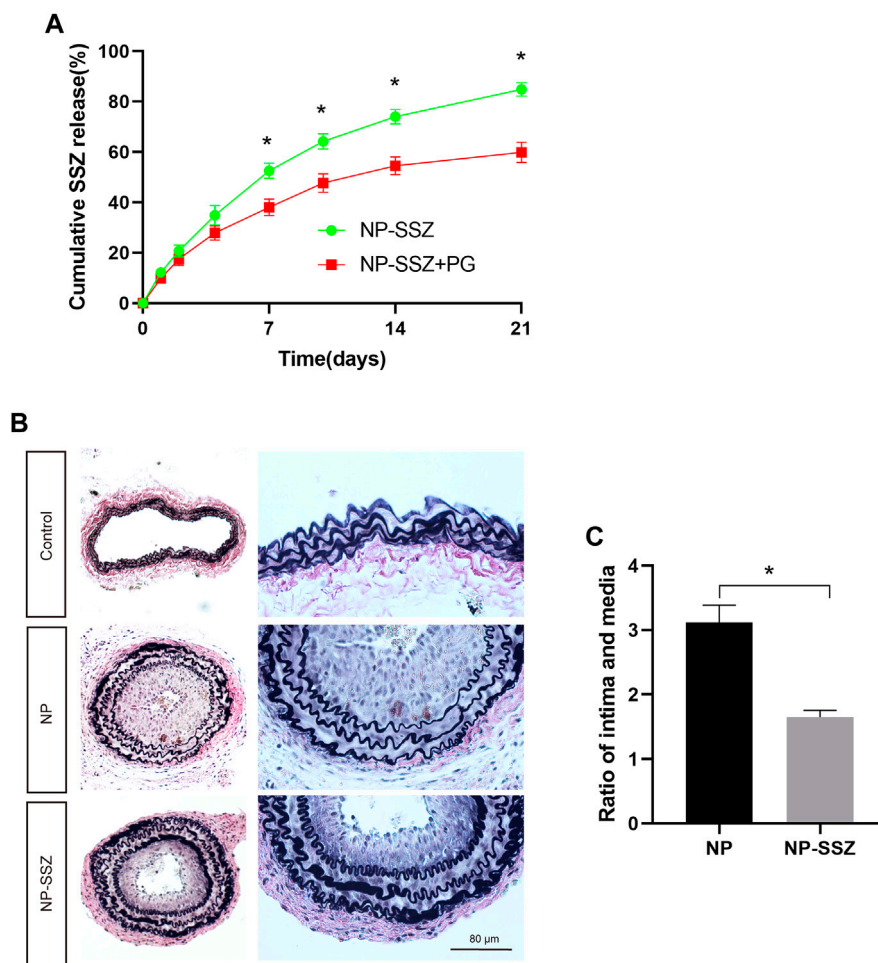 A
Cumulative SSZ release(%)
100
80
60
40
20
0
*
*
*
*
NP-SSZ
NP-SSZ+PG
0
7
14
21
Time(days)
B
Control
NP
NP-SSZ
80 μm
C
Ratio of intima and media
4
3
2
1
0
*
NP
NP-SSZ